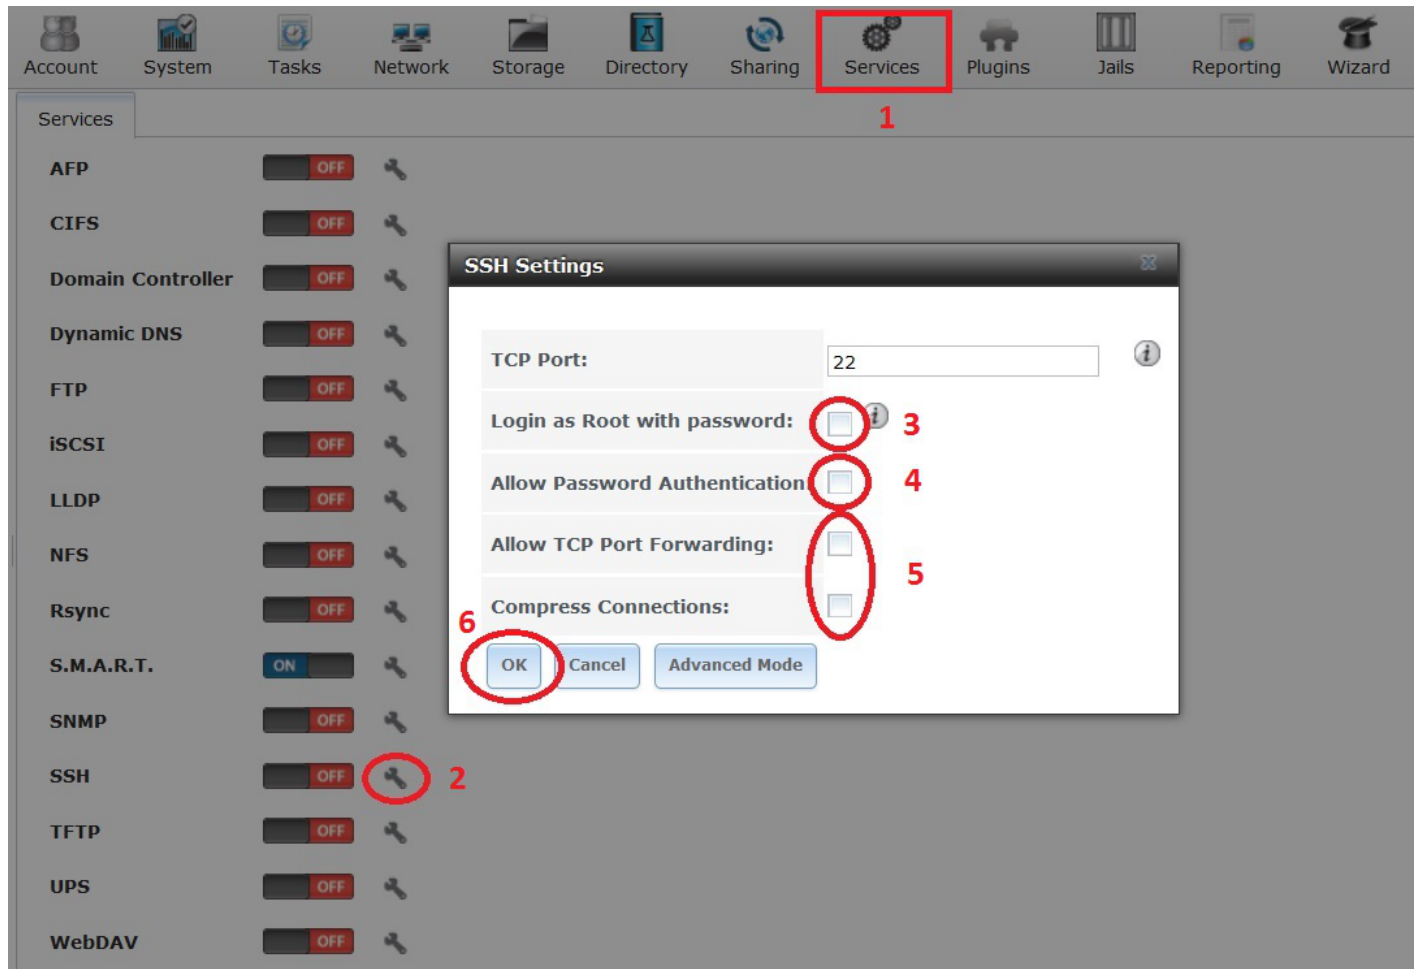 Account System Tasks Network Storage Directory Sharing Services Plugins Jails Reporting Wizard
1
Services
AFP OFF
CIFS OFF
Domain Controller OFF
Dynamic DNS OFF
FTP OFF
iSCSI OFF
LLDP OFF
NFS OFF
Rsync OFF
S.M.A.R.T. ON
SNMP OFF
SSH OFF 2
TFTP OFF
UPS OFF
WebDAV OFF
SSH Settings
TCP Port: 22 i
Login as Root with password: i 3
Allow Password Authentication: 4
Allow TCP Port Forwarding:
5
Compress Connections:
6
OK Cancel Advanced Mode